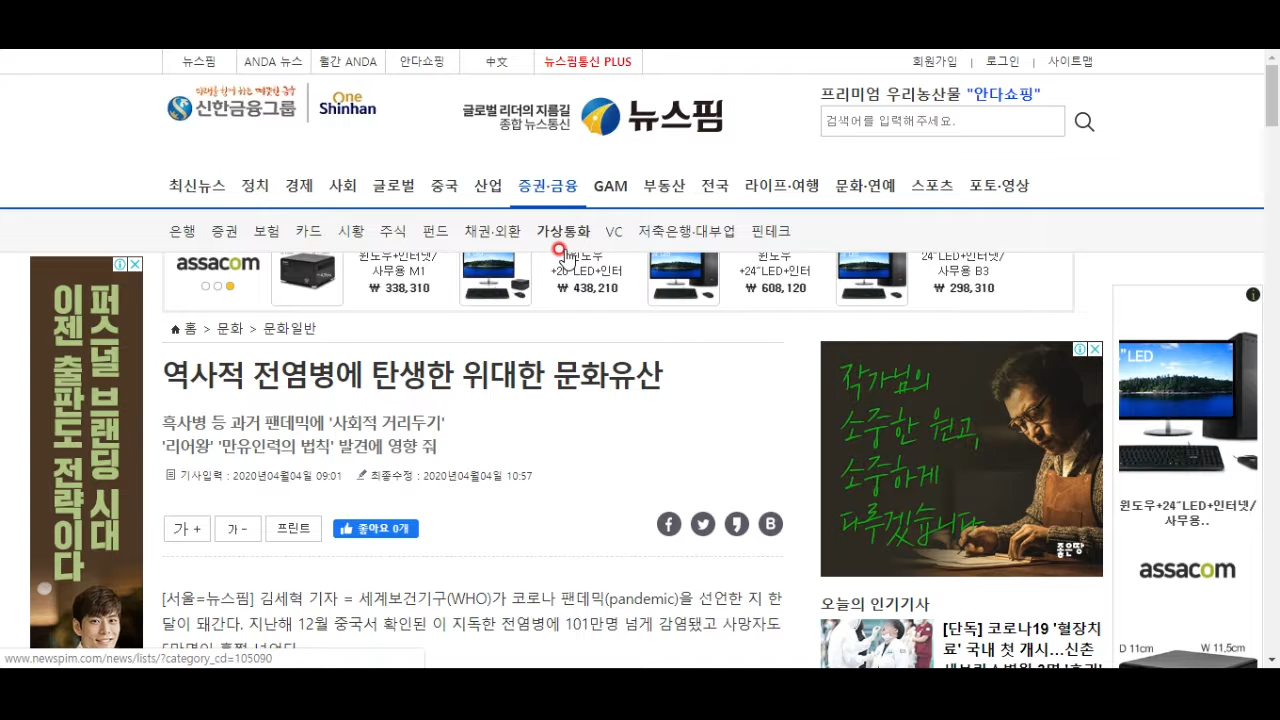 뉴스핌 ANDA 뉴스 월간 ANDA 안다쇼핑 中文 뉴스핌통신 PLUS 회원가입 | 로그인 | 사이트맵
신한금융그룹 One Shinhan
글로벌 리더의 지름길
종합 뉴스통신
뉴스핌
프리미엄 우리농산물 "안다쇼핑"
검색어를 입력해주세요.
최신뉴스 정치 경제 사회 글로벌 중국 산업 증권·금융 GAM 부동산 전국 라이프·여행 문화·연예 스포츠 포토·영상
은행 증권 보험 카드 시황 주식 펀드 채권·외환 가상통화 VC 저축은행·대부업 핀테크
assacom
윈도우+인터넷/
사무용 M1
₩ 338,310
+20˝LED+인터
₩ 438,210
윈도우
+24˝LED+인터
₩ 608,120
24˝LED+인터넷/
사무용 B3
₩ 298,310
퍼스널 브랜딩 시대
이젠 출판도 전략이다
홈 > 문화 > 문화일반
역사적 전염병에 탄생한 위대한 문화유산
흑사병 등 과거 팬데믹에 '사회적 거리두기'
'리어왕' '만유인력의 법칙' 발견에 영향 줘
기사입력 : 2020년04월04일 09:01 최종수정 : 2020년04월04일 10:57
가 + 가 - 프린트 좋아요 0개
B
[서울=뉴스핌] 김세혁 기자 = 세계보건기구(WHO)가 코로나 팬데믹(pandemic)을 선언한 지 한
달이 돼간다. 지난해 12월 중국서 확인된 이 지독한 전염병에 101만명 넘게 감염됐고 사망자도
작가님의
소중한 원고,
소중하게
다루겠습니다
좋은땅
오늘의 인기기사
[단독] 코로나19 '혈장치
료' 국내 첫 개시...신촌
˝LED
윈도우+24˝LED+인터넷/
사무용..
assacom
D 11cm W 11,5cm
www.newspim.com/news/lists/?category_cd=105090